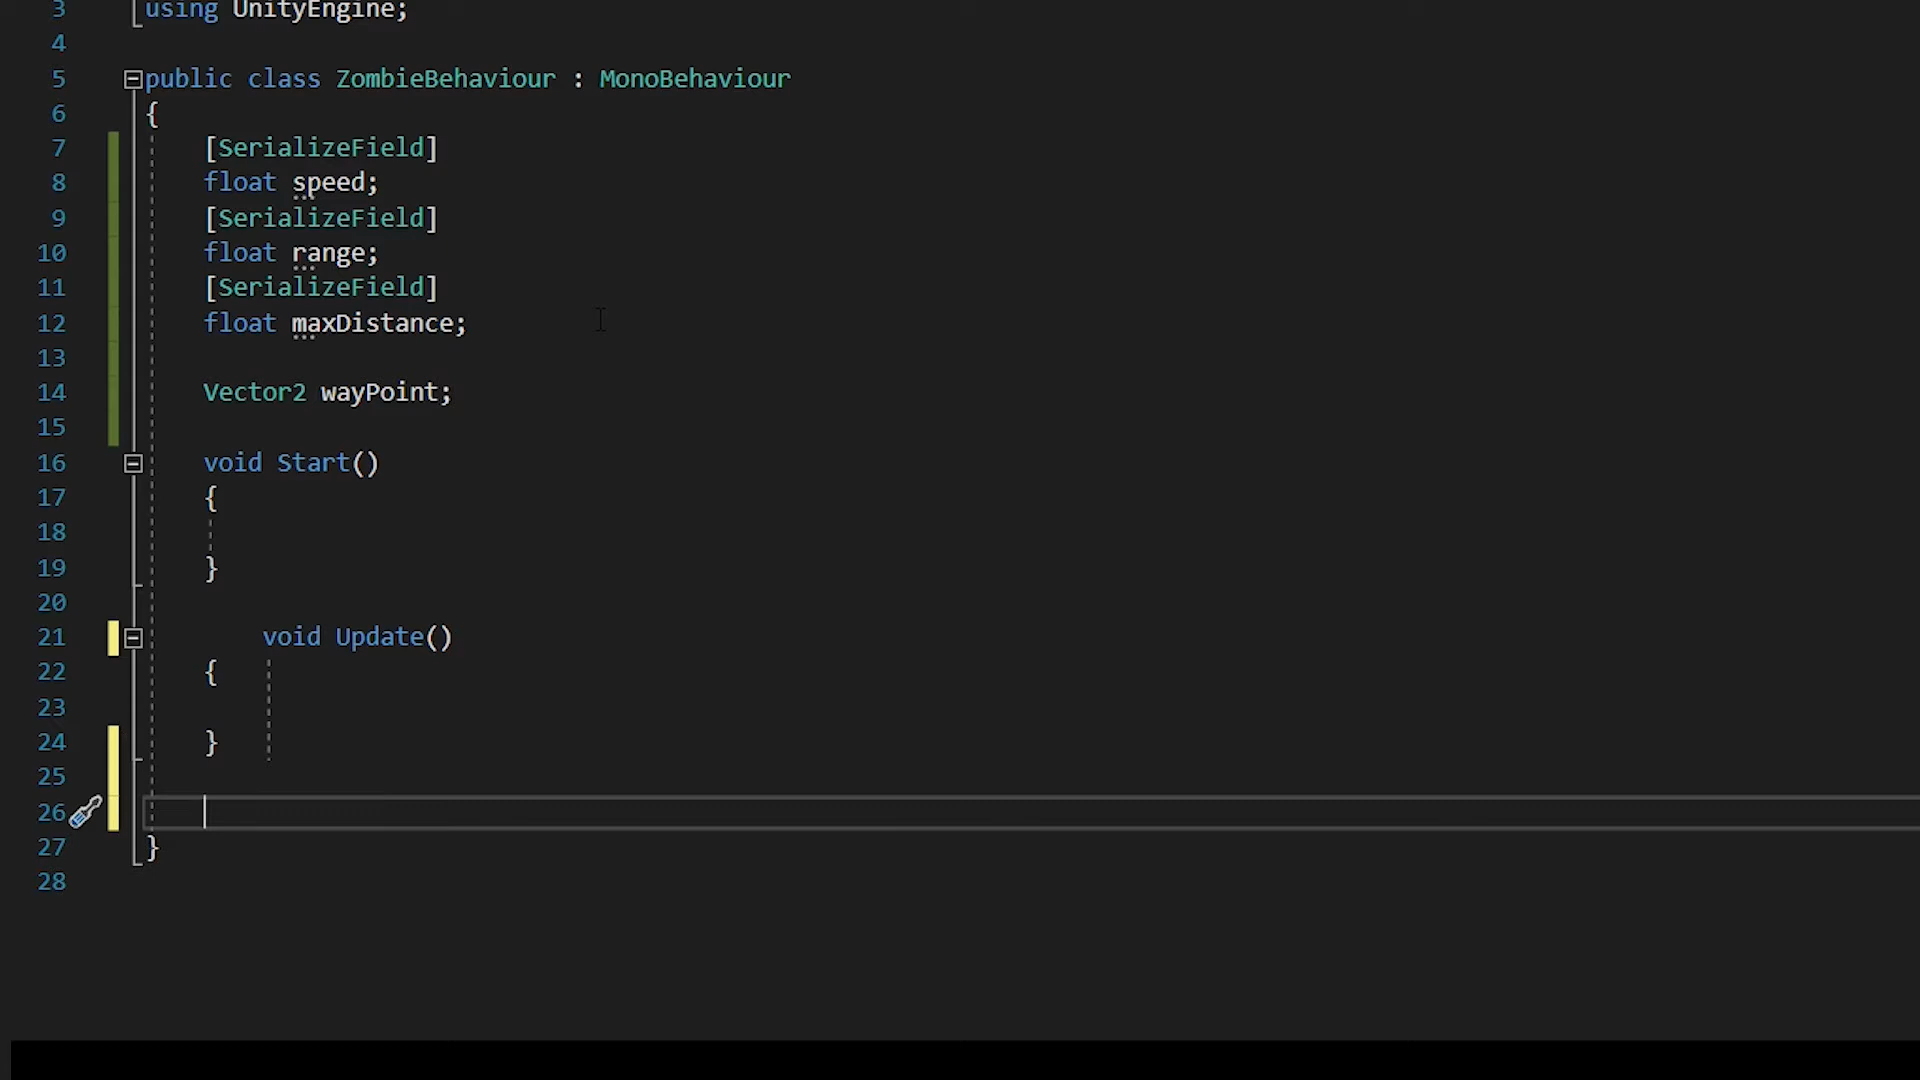 3 using UnityEngine;
4
5 public class ZombieBehaviour : MonoBehaviour
6 {
7 [SerializeField]
8 float speed;
9 [SerializeField]
10 float range;
11 [SerializeField]
12 float maxDistance;
13
14 Vector2 wayPoint;
15
16 void Start()
17 {
18
19 }
20
21 void Update()
22 {
23
24 }
25
26
27 }
28